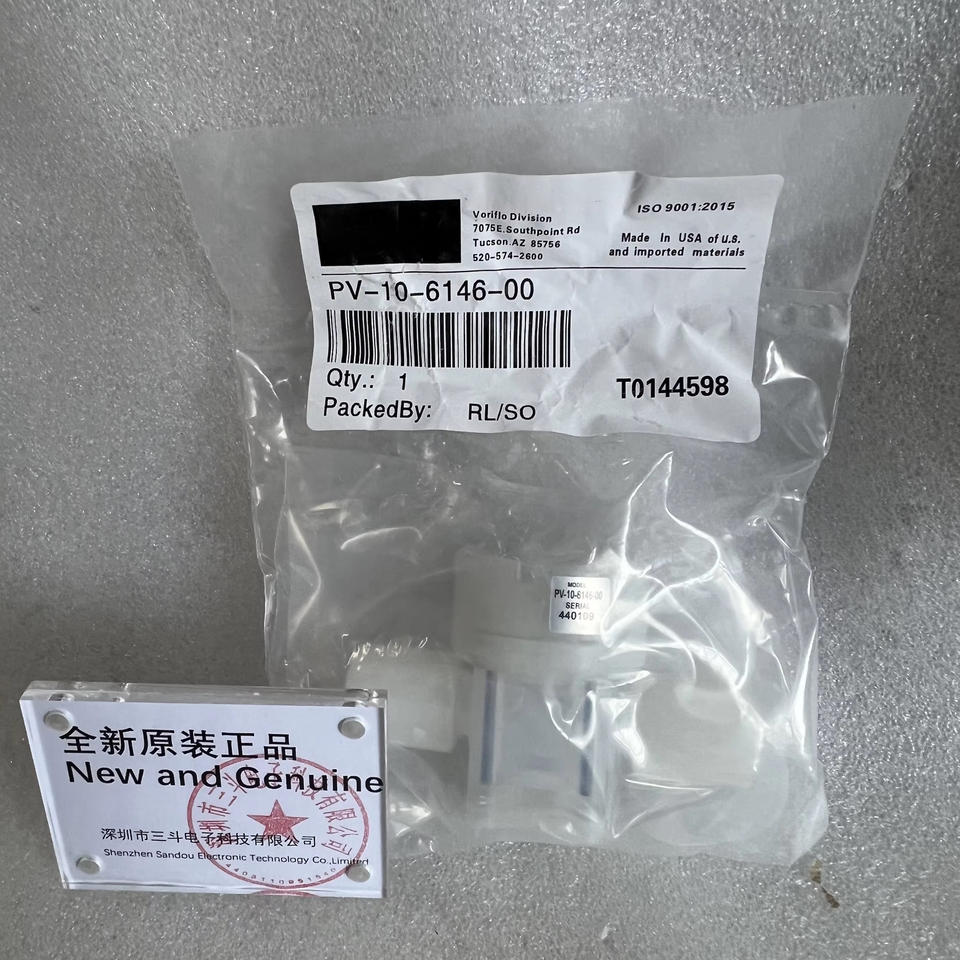 Voriflo Division
7075E.Southpoint Rd
Tucson.AZ 85756
520-574-2600
ISO 9001:2015
Made In USA of u.s.
and imported materials
PV-10-6146-00
Qty.: 1
PackedBy: RL/SO
T0144598
MODEL
PV-10-6146-00
SERIAL
440109
全新原装正品
New and Genuine
深圳市三斗电子科技有限公司
Shenzhen Sandou Electronic Technology Co.,Limited